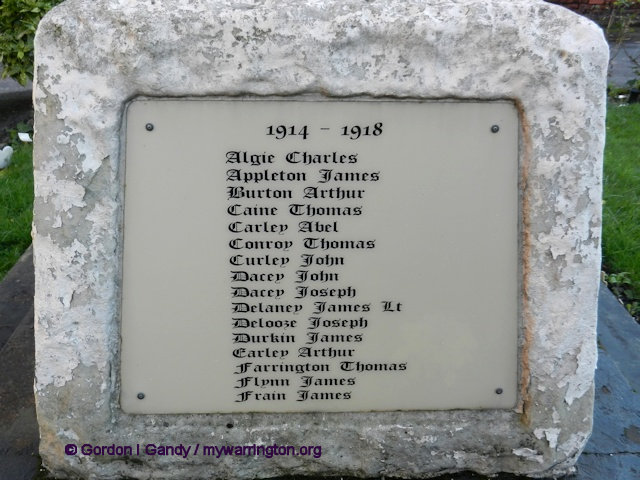 1914 - 1918
Algie Charles
Appleton James
Burton Arthur
Caine Thomas
Carley Abel
Conroy Thomas
Curley John
Dacey John
Dacey Joseph
Delaney James Lt
Delooze Joseph
Durkin James
Earley Arthur
Farrington Thomas
Flynn James
Frain James
© Gordon I Gandy / mywarrington.org